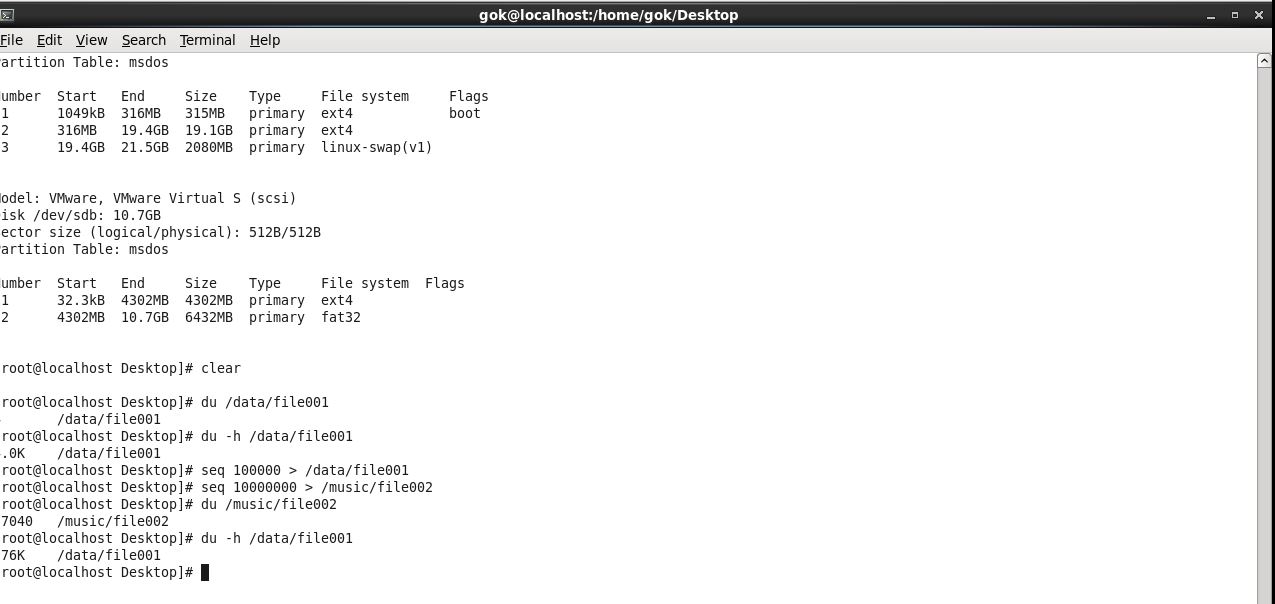 gok@localhost:/home/gok/Desktop
File Edit View Search Terminal Help
artition Table: msdos
umber  Start   End     Size    Type     File system     Flags
1      1049kB  316MB   315MB   primary  ext4            boot
2      316MB   19.4GB  19.1GB  primary  ext4
3      19.4GB  21.5GB  2080MB  primary  linux-swap(v1)
odel: VMware, VMware Virtual S (scsi)
isk /dev/sdb: 10.7GB
ector size (logical/physical): 512B/512B
artition Table: msdos
umber  Start   End     Size    Type     File system  Flags
1      32.3kB  4302MB  4302MB  primary  ext4
2      4302MB  10.7GB  6432MB  primary  fat32
root@localhost Desktop]# clear
root@localhost Desktop]# du /data/file001
/data/file001
root@localhost Desktop]# du -h /data/file001
.0K    /data/file001
root@localhost Desktop]# seq 100000 > /data/file001
root@localhost Desktop]# seq 10000000 > /music/file002
root@localhost Desktop]# du /music/file002
7040   /music/file002
root@localhost Desktop]# du -h /data/file001
76K    /data/file001
root@localhost Desktop]#